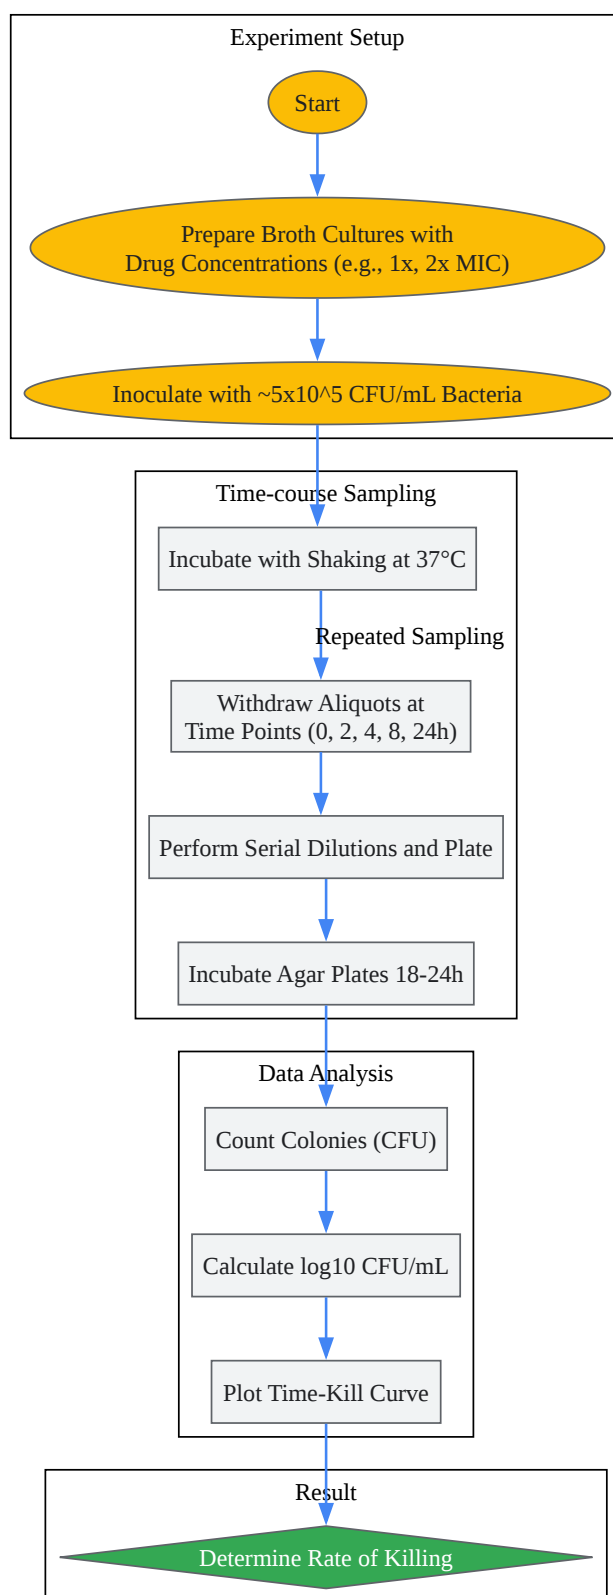 Experiment Setup
Start
Prepare Broth Cultures with
Drug Concentrations (e.g., 1x, 2x MIC)
Inoculate with ~5x10^5 CFU/mL Bacteria
Time-course Sampling
Incubate with Shaking at 37°C
Repeated Sampling
Withdraw Aliquots at
Time Points (0, 2, 4, 8, 24h)
Perform Serial Dilutions and Plate
Incubate Agar Plates 18-24h
Data Analysis
Count Colonies (CFU)
Calculate log10 CFU/mL
Plot Time-Kill Curve
Result
Determine Rate of Killing